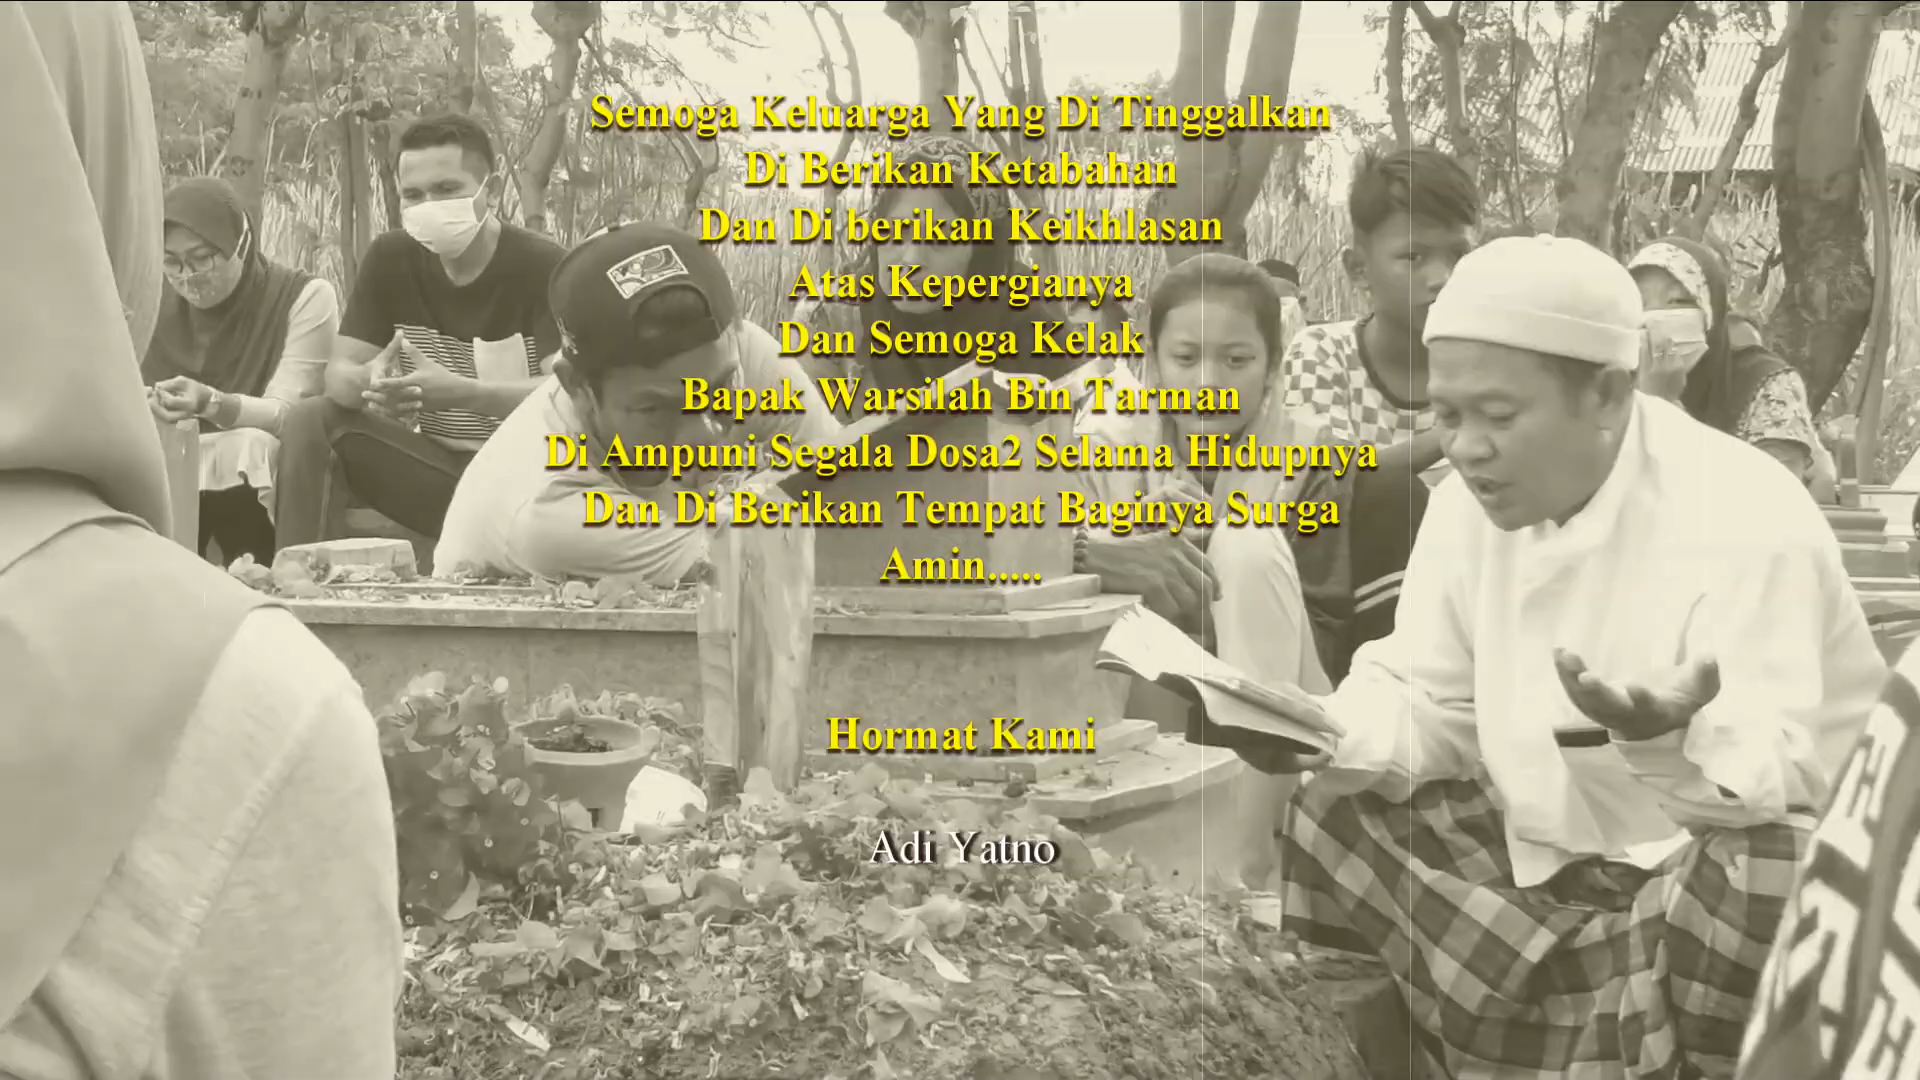 Semoga Keluarga Yang Di Tinggalkan
Di Berikan Ketabahan
Dan Di berikan Keikhlasan
Atas Kepergianya
Dan Semoga Kelak
Bapak Warsilah Bin Tarman
Di Ampuni Segala Dosa2 Selama Hidupnya
Dan Di Berikan Tempat Baginya Surga
Amin.....
Hormat Kami
Adi Yatno